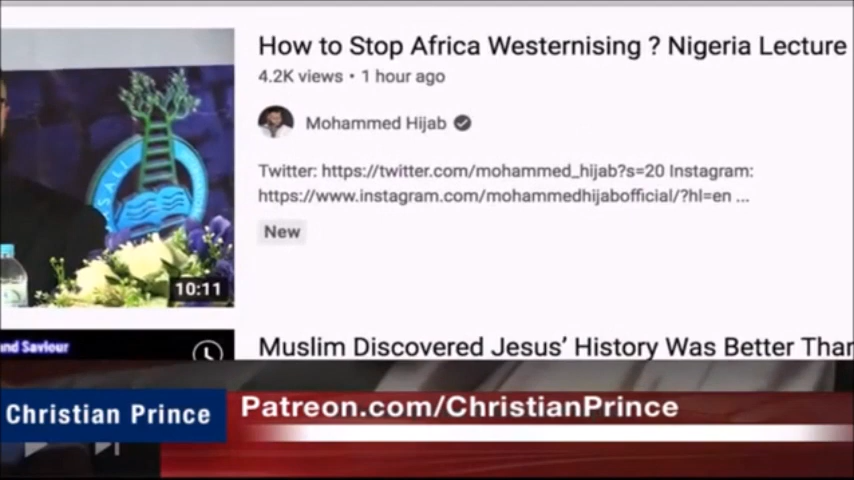 How to Stop Africa Westernising ? Nigeria Lecture
4.2K views • 1 hour ago
Mohammed Hijab
Twitter: https://twitter.com/mohammed_hijab?s=20 Instagram:
https://www.instagram.com/mohammedhijabofficial/?hl=en ...
New
10:11
nd Saviour
Muslim Discovered Jesus’ History Was Better Than
Christian Prince
Patreon.com/ChristianPrince